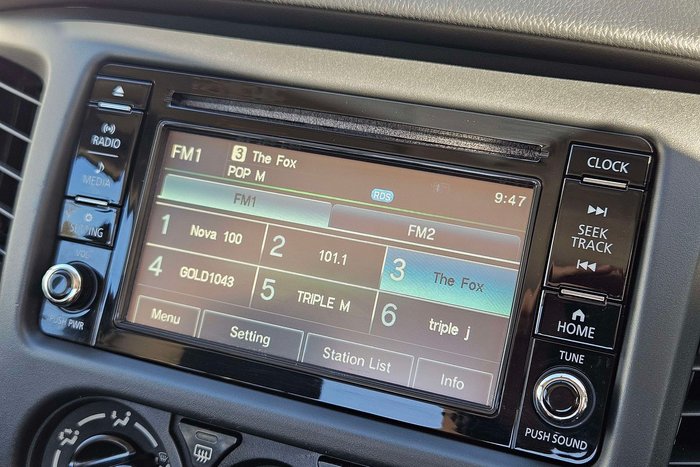 RADIO
MEDIA
SETTING
VOL
PUSH PWR
FM1
3 The Fox
POP M
RDS
9:47
FM1
FM2
1 Nova 100
2 101.1
3 The Fox
4 GOLD1043
5 TRIPLE M
6 triple j
Menu
Setting
Station List
Info
CLOCK
SEEK
TRACK
HOME
TUNE
PUSH SOUND